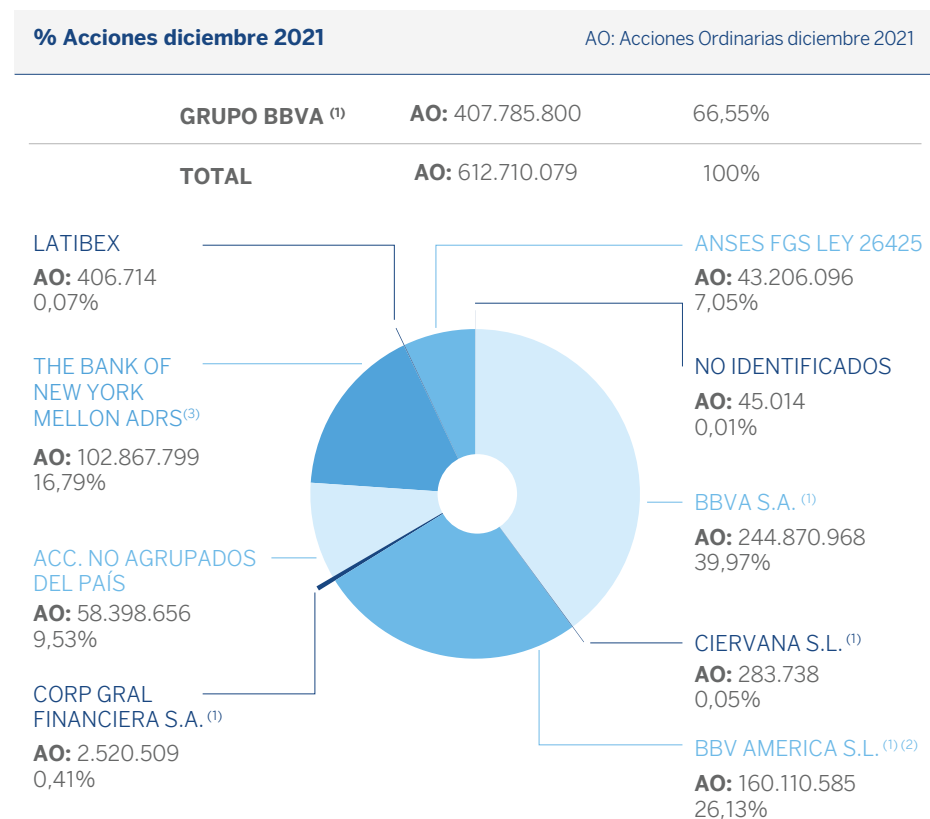 % Acciones diciembre 2021
AO: Acciones Ordinarias diciembre 2021
GRUPO BBVA (1) AO: 407.785.800 66,55%
TOTAL AO: 612.710.079 100%
LATIBEX
AO: 406.714
0,07%
THE BANK OF
NEW YORK
MELLON ADRS(3)
AO: 102.867.799
16,79%
ACC. NO AGRUPADOS
DEL PAÍS
AO: 58.398.656
9,53%
CORP GRAL
FINANCIERA S.A. (1)
AO: 2.520.509
0,41%
ANSES FGS LEY 26425
AO: 43.206.096
7,05%
NO IDENTIFICADOS
AO: 45.014
0,01%
BBVA S.A. (1)
AO: 244.870.968
39,97%
CIERVANA S.L. (1)
AO: 283.738
0,05%
BBV AMERICA S.L. (1) (2)
AO: 160.110.585
26,13%